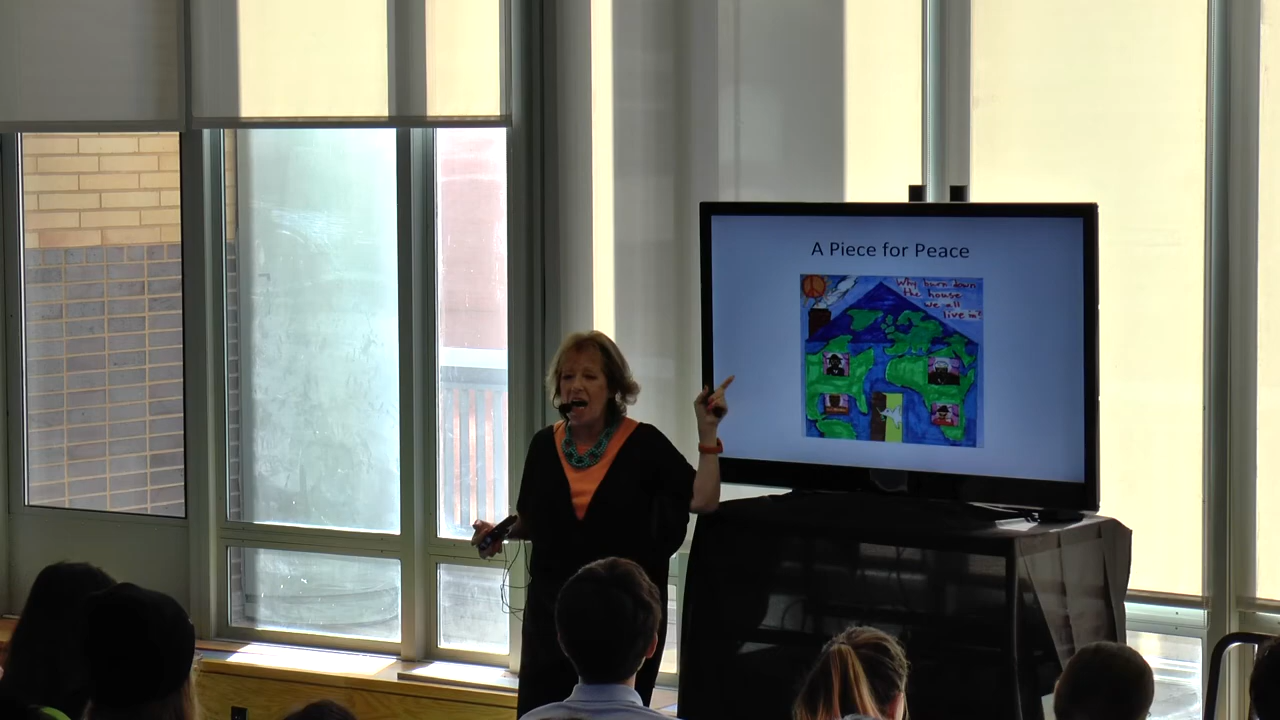 A Piece for Peace
Why burn down
the house
we all
live in?